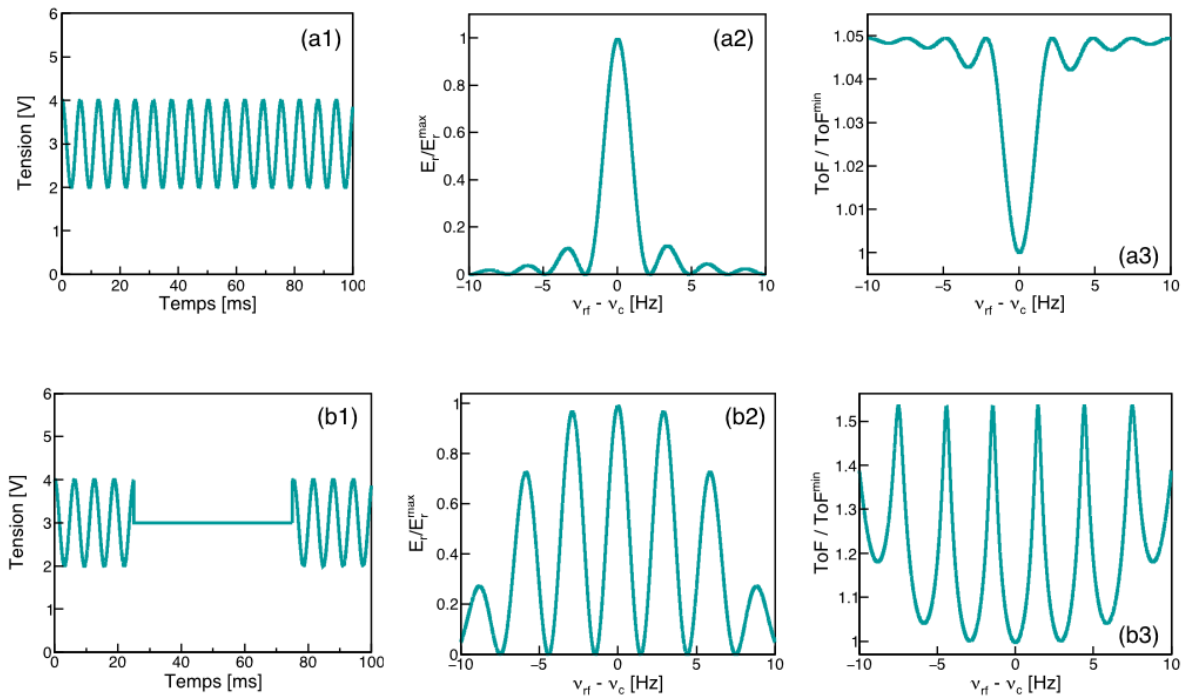 (a1)
Tension [V]
6
5
4
3
2
1
0
0 20 40 60 80 100
Temps [ms]
(a2)
E_r/E_r^max
1
0.8
0.6
0.4
0.2
0
−10 −5 0 5 10
ν_rf - ν_c [Hz]
(a3)
ToF / ToF^min
1.05
1.04
1.03
1.02
1.01
1
−10 −5 0 5 10
ν_rf - ν_c [Hz]
(b1)
Tension [V]
6
5
4
3
2
1
0
0 20 40 60 80 100
Temps [ms]
(b2)
E_r/E_r^max
1
0.8
0.6
0.4
0.2
0
−10 −5 0 5 10
ν_rf - ν_c [Hz]
(b3)
ToF / ToF^min
1.5
1.4
1.3
1.2
1.1
1
−10 −5 0 5 10
ν_rf - ν_c [Hz]